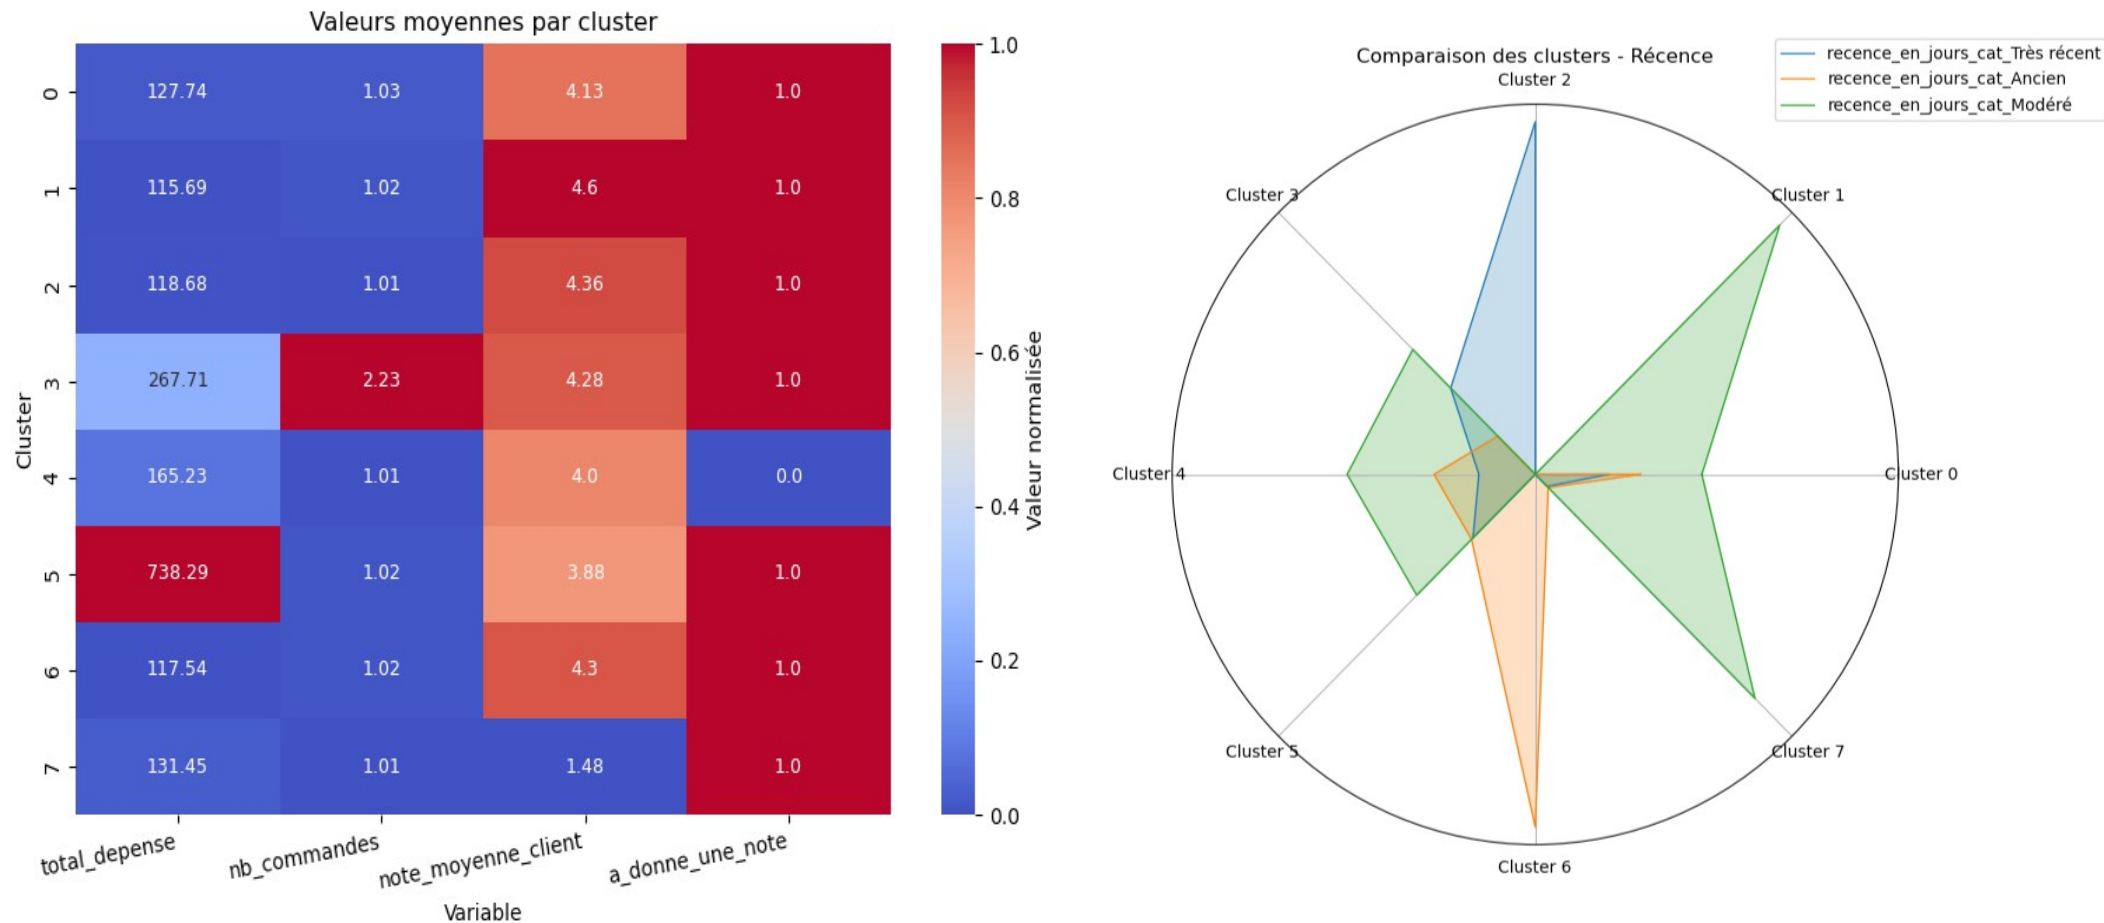 Valeurs moyennes par cluster
Cluster
0 127.74 1.03 4.13 1.0
1 115.69 1.02 4.6 1.0
2 118.68 1.01 4.36 1.0
3 267.71 2.23 4.28 1.0
4 165.23 1.01 4.0 0.0
5 738.29 1.02 3.88 1.0
6 117.54 1.02 4.3 1.0
7 131.45 1.01 1.48 1.0
total_depense nb_commandes note_moyenne_client a_donne_une_note
Variable
1.0
0.8
0.6
0.4
0.2
0.0
Valeur normalisée
Comparaison des clusters - Récence
recence_en_jours_cat_Très récent
recence_en_jours_cat_Ancien
recence_en_jours_cat_Modéré
Cluster 2
Cluster 3
Cluster 1
Cluster 4
Cluster 0
Cluster 5
Cluster 7
Cluster 6